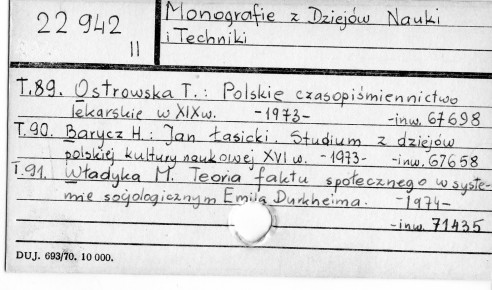 22 942
II
Monografie z Dziejów Nauki
i Techniki
T.89. Ostrowska T.: Polskie czasopiśmiennictwo
lekarskie w XIX w. -1973- -inw. 67698
T.90. Barycz H.: Jan Łasicki. Studium z dziejów
polskiej kultury naukowej XVI w. -1973- -inw. 67658
T.91. Władyka M. Teoria faktu społecznego w syste-
mie socjologicznym Emila Durkheima. -1974-
-inw. 71435
DUJ. 693/70. 10 000.